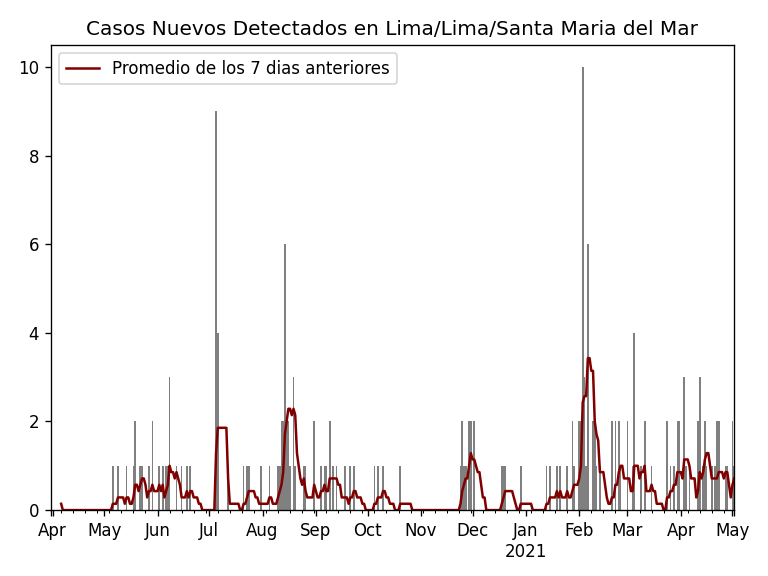 Casos Nuevos Detectados en Lima/Lima/Santa Maria del Mar
Promedio de los 7 dias anteriores
10
8
6
4
2
0
Apr May Jun Jul Aug Sep Oct Nov Dec Jan Feb Mar Apr May
2021